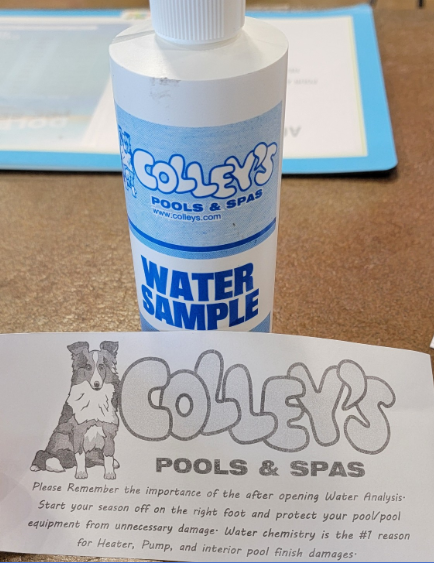 COLLEY'S
POOLS & SPAS
www.colleys.com
WATER
SAMPLE
COLLEY'S
POOLS & SPAS
Please Remember the importance of the after opening Water Analysis.
Start your season off on the right foot and protect your pool/pool
equipment from unnecessary damage. Water chemistry is the #1 reason
for Heater, Pump, and interior pool finish damages.